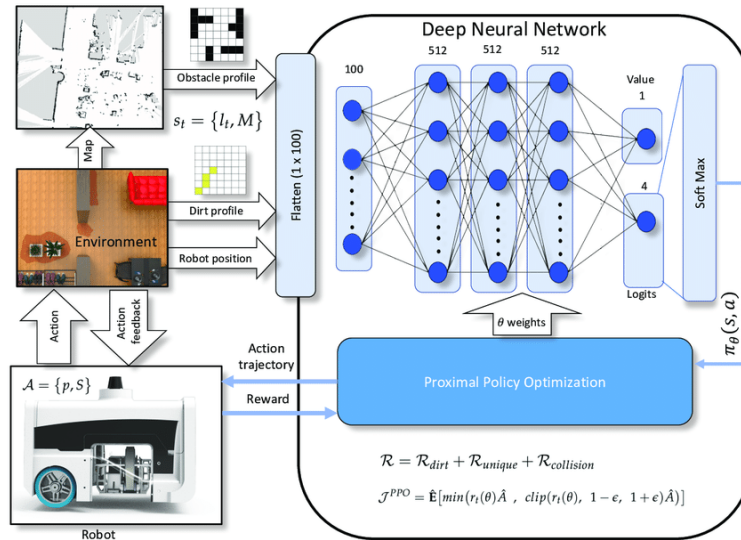 Deep Neural Network
Obstacle profile
s_t = {l_t, M}
Map
Dirt profile
Environment
Robot position
Flatten (1 x 100)
100
512
512
512
Value
1
4
Logits
Soft Max
π_θ(s, a)
θ weights
Action
Action
feedback
Action
trajectory
Reward
Proximal Policy Optimization
𝒜 = {p, S}
Robot
ℛ = ℛ_dirt + ℛ_unique + ℛ_collision
𝒥^PPO = Ê[min(r_t(θ)Â , clip(r_t(θ), 1 − ϵ, 1 + ϵ)Â)]